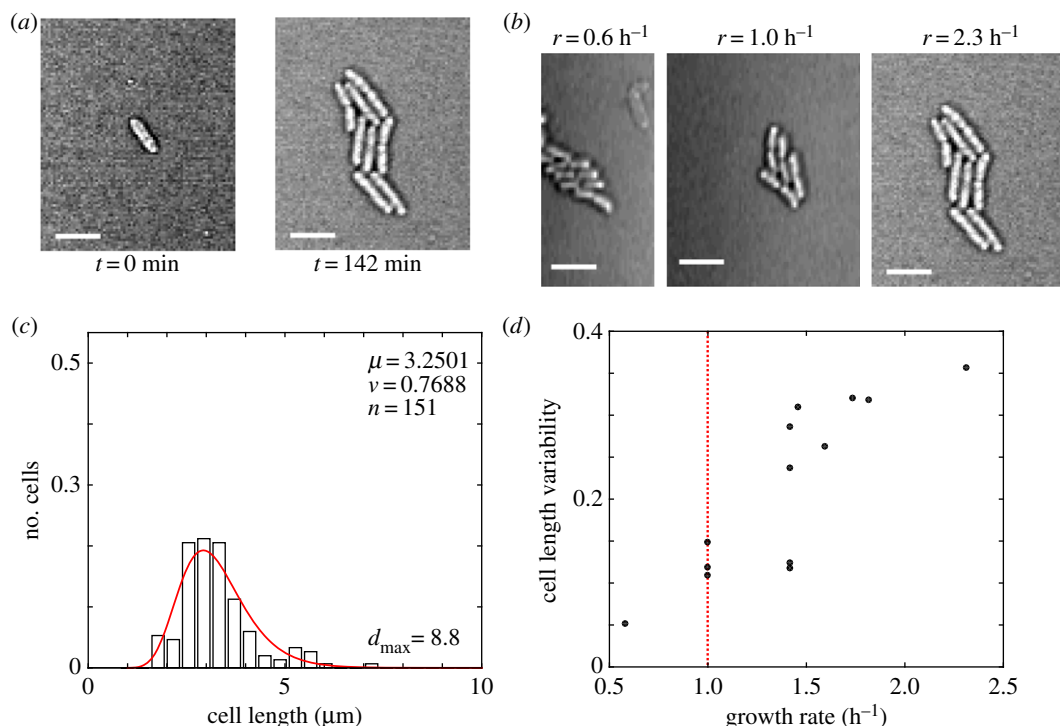 (a)
t = 0 min
t = 142 min
(b)
r = 0.6 h⁻¹
r = 1.0 h⁻¹
r = 2.3 h⁻¹
(c)
0.5
0.3
0
no. cells
μ = 3.2501
v = 0.7688
n = 151
d_max = 8.8
0
5
10
cell length (μm)
(d)
0.4
0.2
0
cell length variability
0.5
1.0
1.5
2.0
2.5
growth rate (h⁻¹)